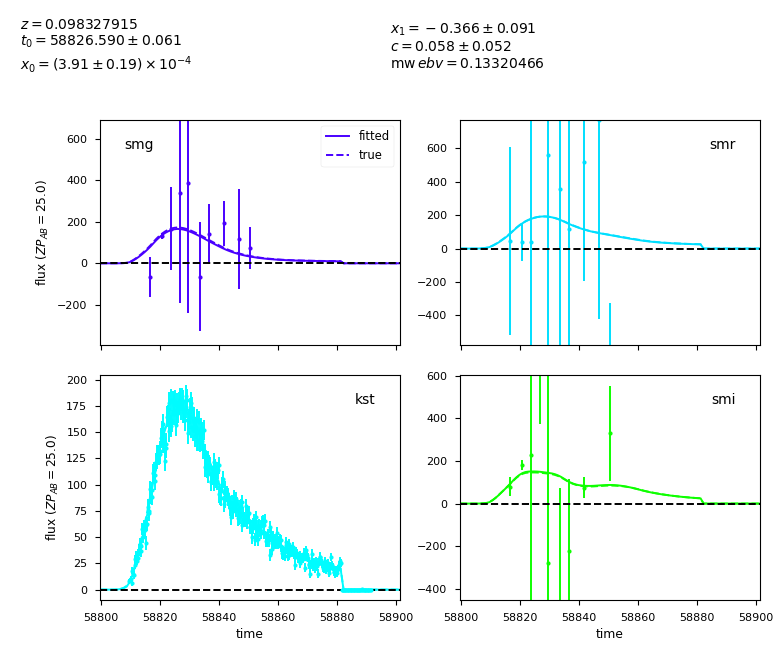 z = 0.098327915
t₀ = 58826.590 ± 0.061
x₀ = (3.91 ± 0.19) × 10⁻⁴
x₁ = −0.366 ± 0.091
c = 0.058 ± 0.052
mw ebv = 0.13320466
smg
fitted
true
600
400
200
0
−200
flux (ZP_AB = 25.0)
smr
600
400
200
0
−200
−400
kst
200
175
150
125
100
75
50
25
0
flux (ZP_AB = 25.0)
58800 58820 58840 58860 58880 58900
time
smi
600
400
200
0
−200
−400
58800 58820 58840 58860 58880 58900
time